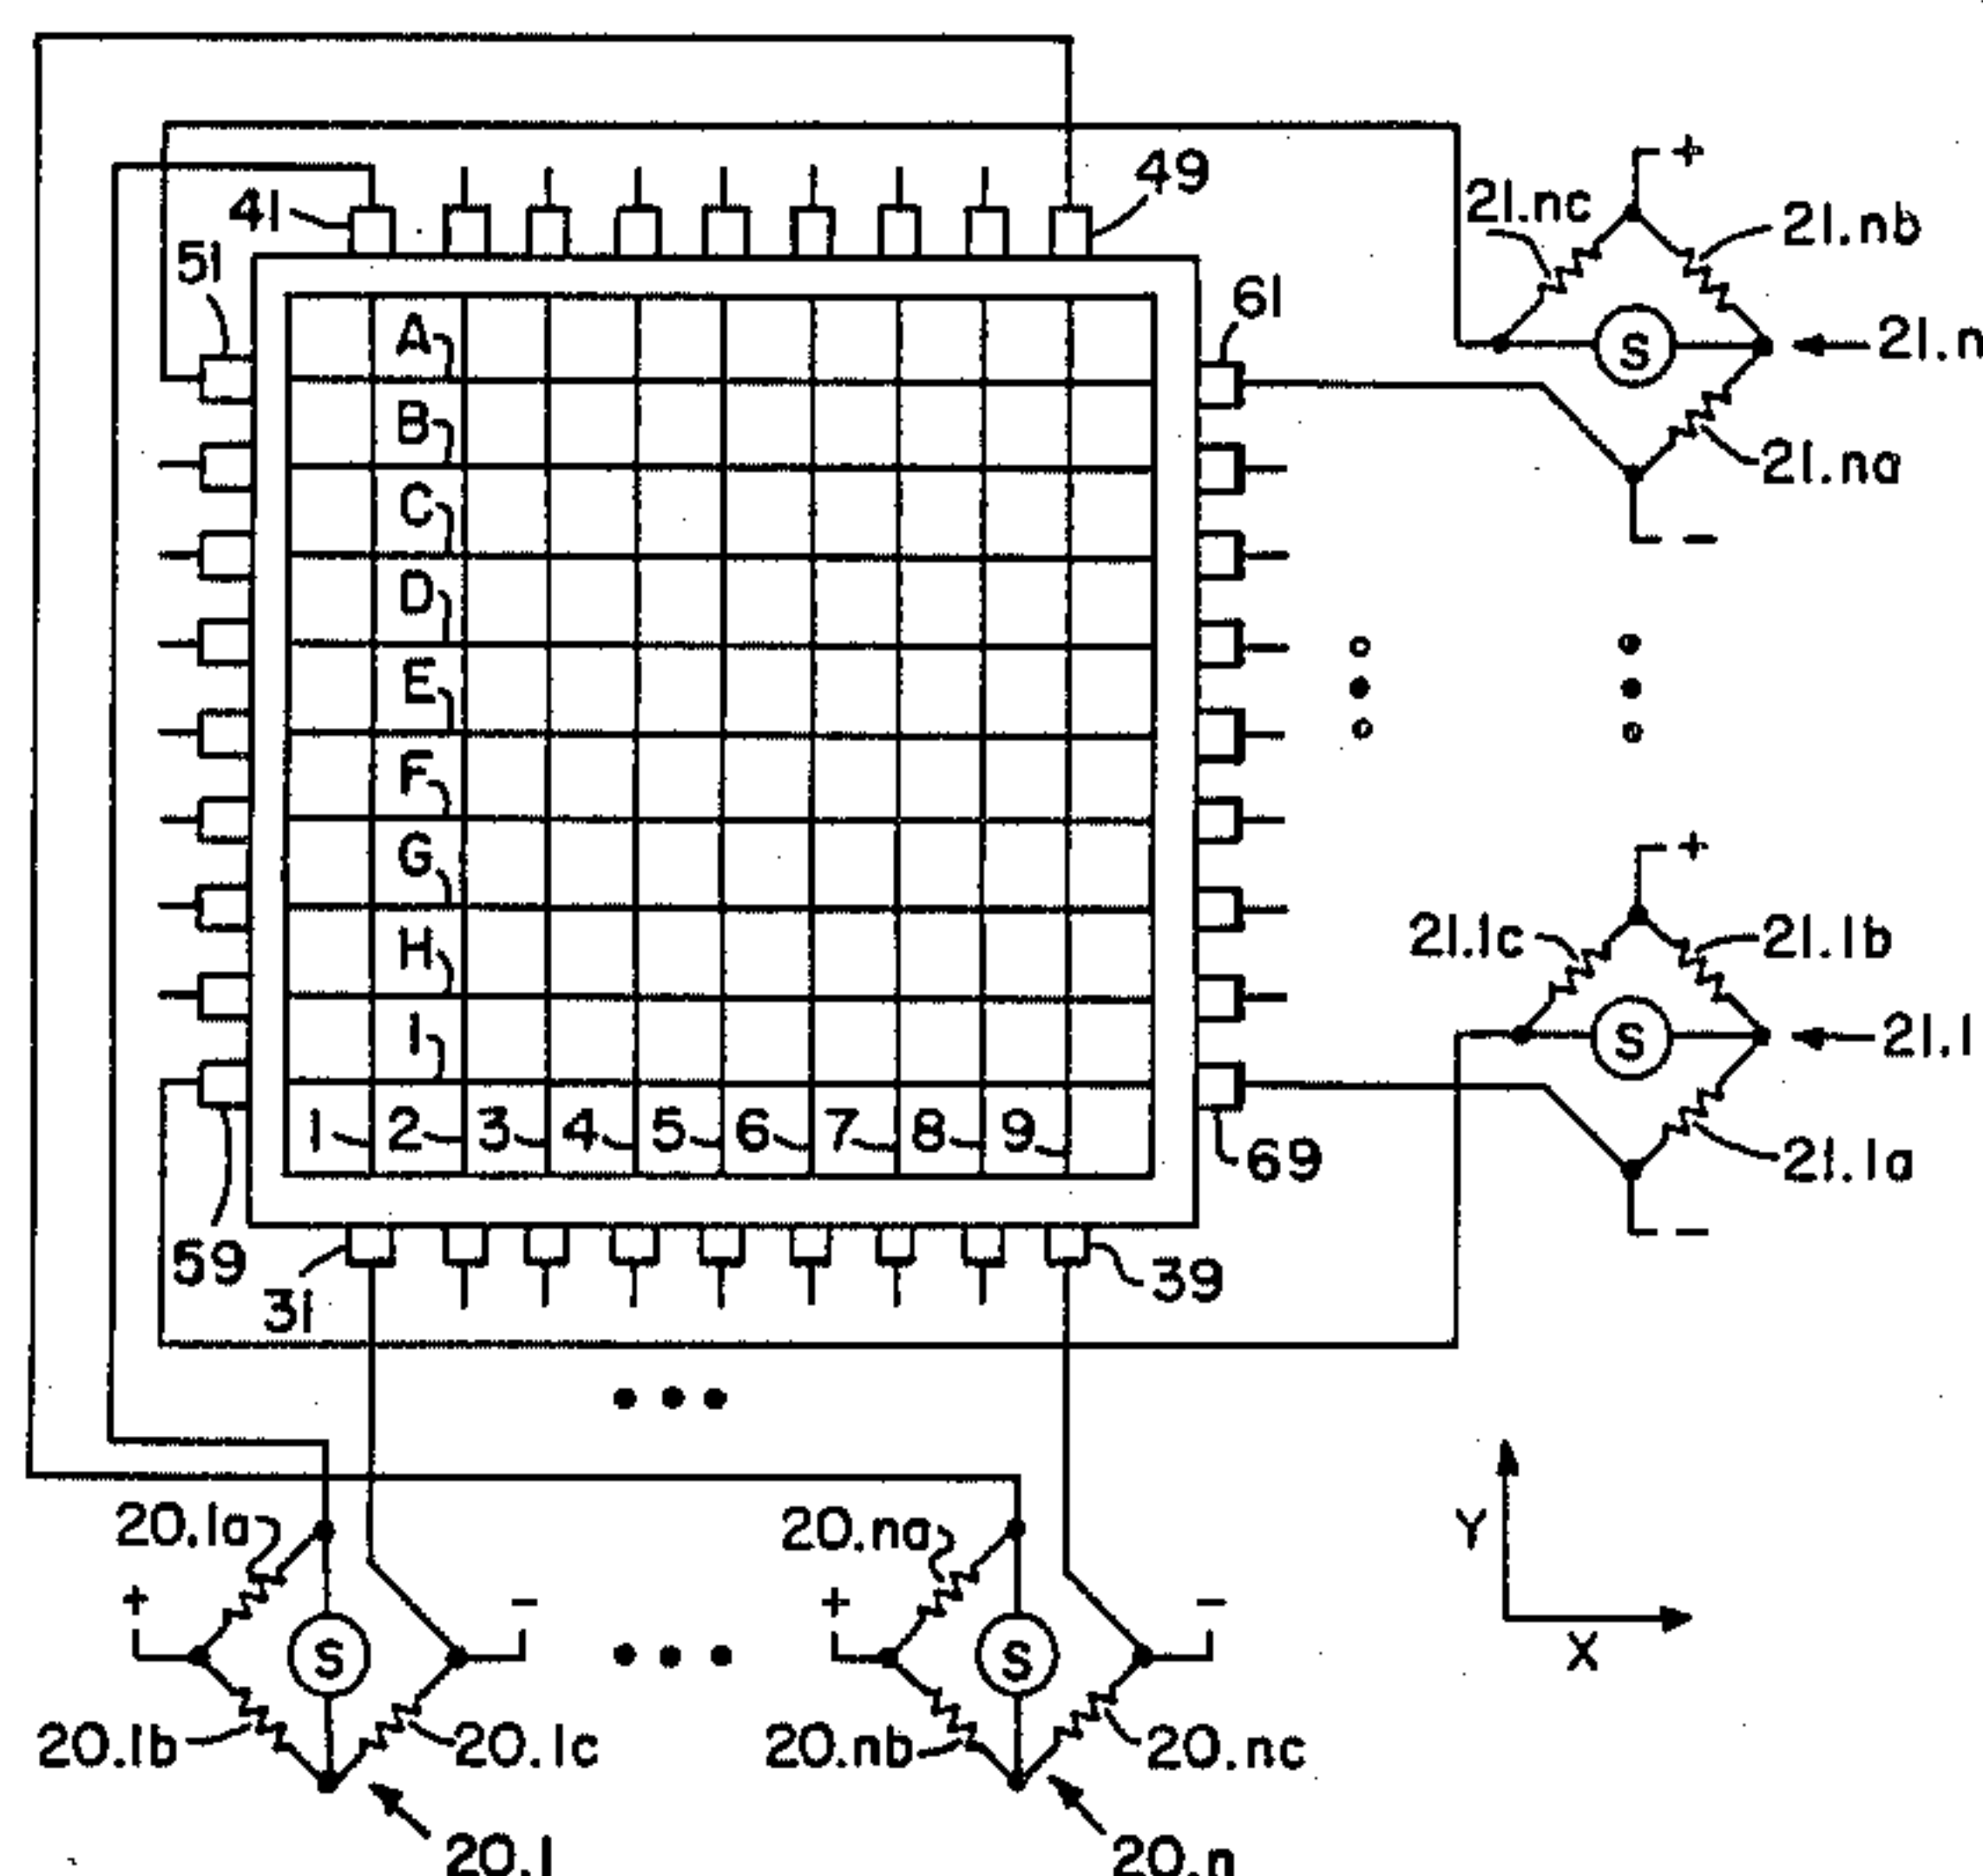 +
49
21.nc
21.nb
41
51
61
A
S
21.n
B
21.na
C
-
D
E
F
+
G
21.1c
21.1b
H
S
21.1
I
1 2 3 4 5 6 7 8 9
69
21.1a
-
59
31
39
20.1a
20.na
Y
+
-
+
-
S
S
X
20.1b
20.1c
20.nb
20.nc
20.1
20.n